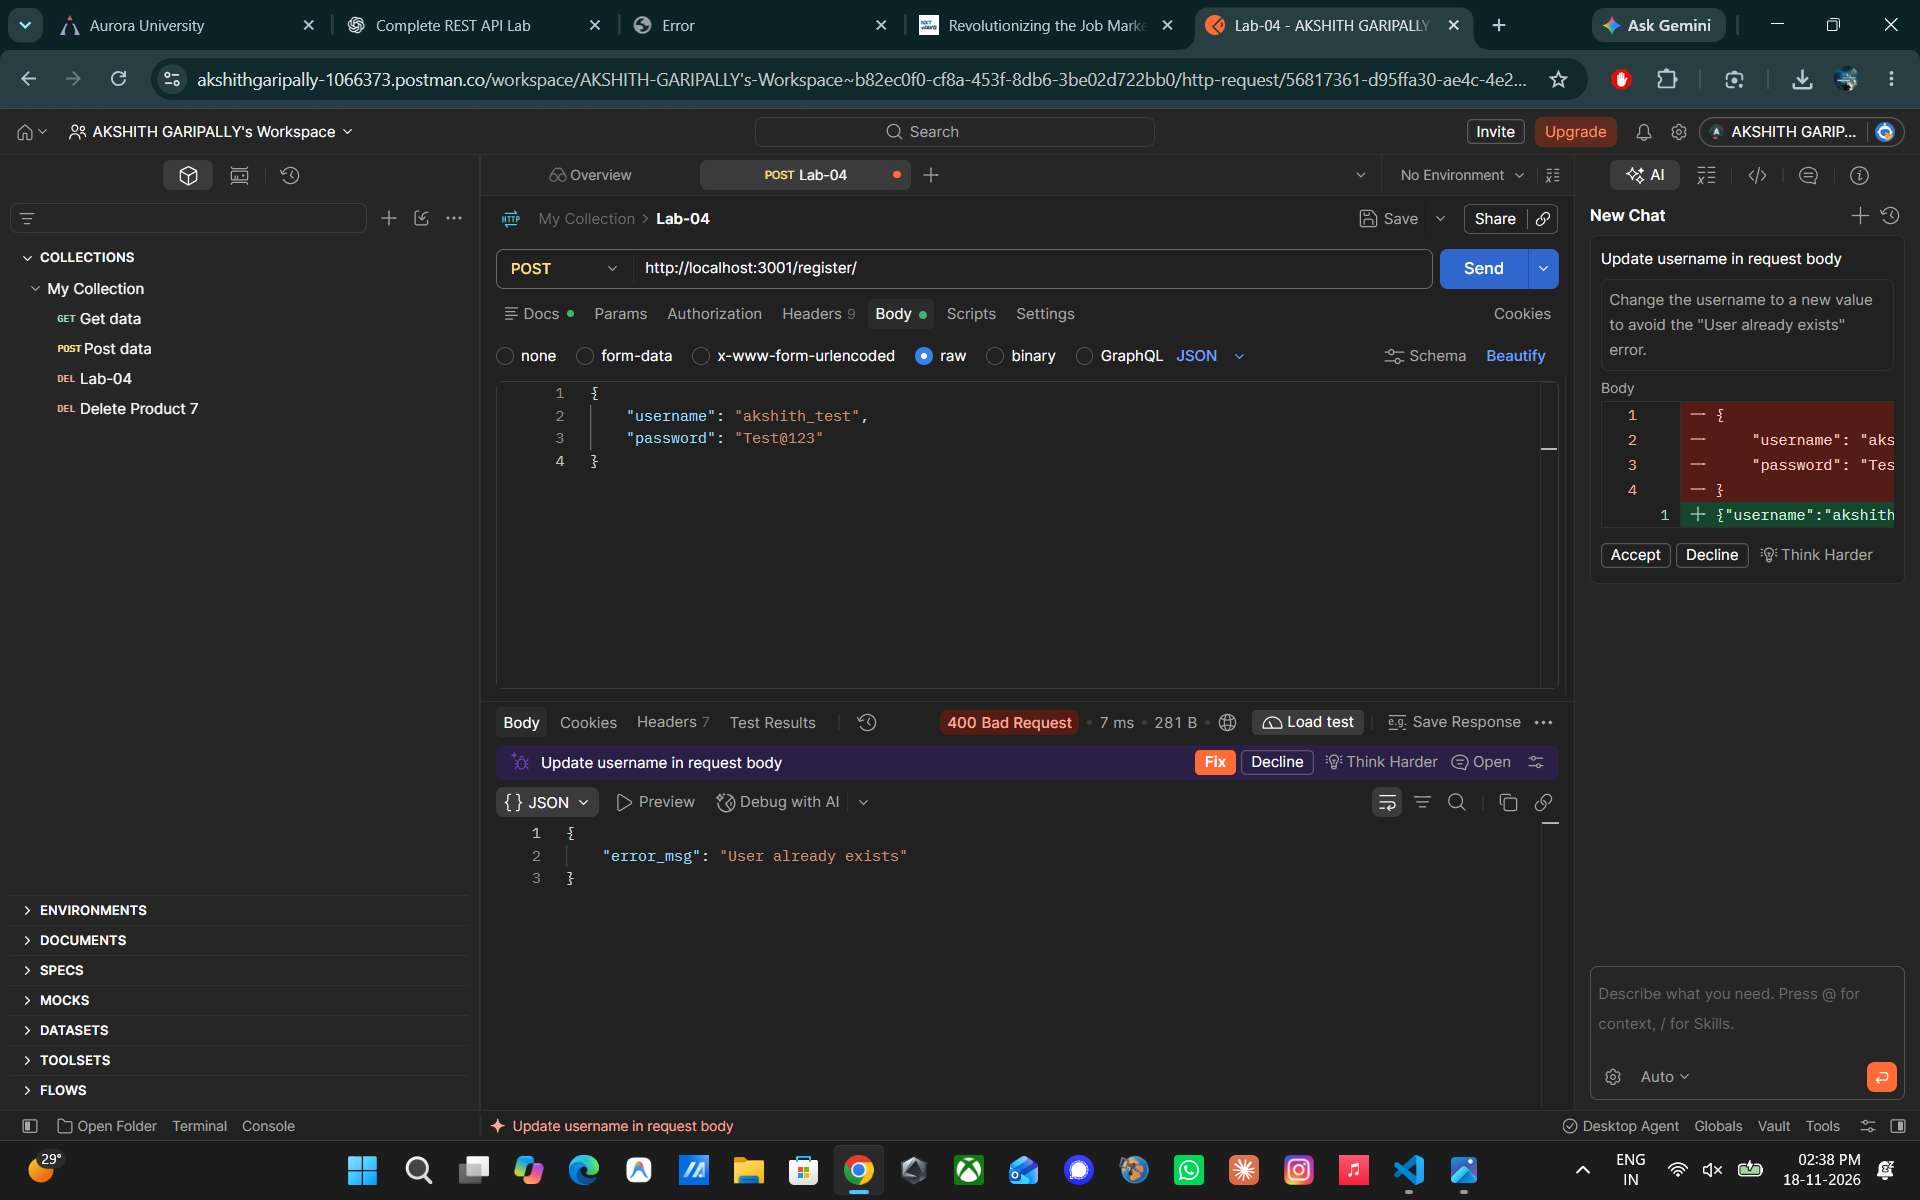 Aurora University
Complete REST API Lab
Error
Revolutionizing the Job Marke
Lab-04 - AKSHITH GARIPALLY'
Ask Gemini
akshithgaripally-1066373.postman.co/workspace/AKSHITH-GARIPALLY's-Workspace~b82ec0f0-cf8a-453f-8db6-3be02d722bb0/http-request/56817361-d95ffa30-ae4c-4e2...
AKSHITH GARIPALLY's Workspace
Search
Invite
Upgrade
AKSHITH GARIP...
Overview
POST Lab-04
No Environment
AI
HTTP
My Collection > Lab-04
Save
Share
New Chat
COLLECTIONS
My Collection
GET Get data
POST Post data
DEL Lab-04
DEL Delete Product 7
POST
http://localhost:3001/register/
Send
Docs
Params
Authorization
Headers 9
Body
Scripts
Settings
Cookies
none
form-data
x-www-form-urlencoded
raw
binary
GraphQL
JSON
Schema
Beautify
1 {
2 "username": "akshith_test",
3 "password": "Test@123"
4 }
Update username in request body
Change the username to a new value
to avoid the "User already exists"
error.
Body
1 — {
2 — "username": "aks
3 — "password": "Tes
4 — }
1 + {"username":"akshith
Accept
Decline
Think Harder
Body
Cookies
Headers 7
Test Results
400 Bad Request
7 ms
281 B
Load test
e.g. Save Response
Update username in request body
Fix
Decline
Think Harder
Open
{} JSON
Preview
Debug with AI
1 {
2 "error_msg": "User already exists"
3 }
ENVIRONMENTS
DOCUMENTS
SPECS
MOCKS
DATASETS
TOOLSETS
FLOWS
Describe what you need. Press @ for
context, / for Skills.
Auto
Open Folder
Terminal
Console
Update username in request body
Desktop Agent
Globals
Vault
Tools
29°
ENG
IN
02:38 PM
18-11-2026